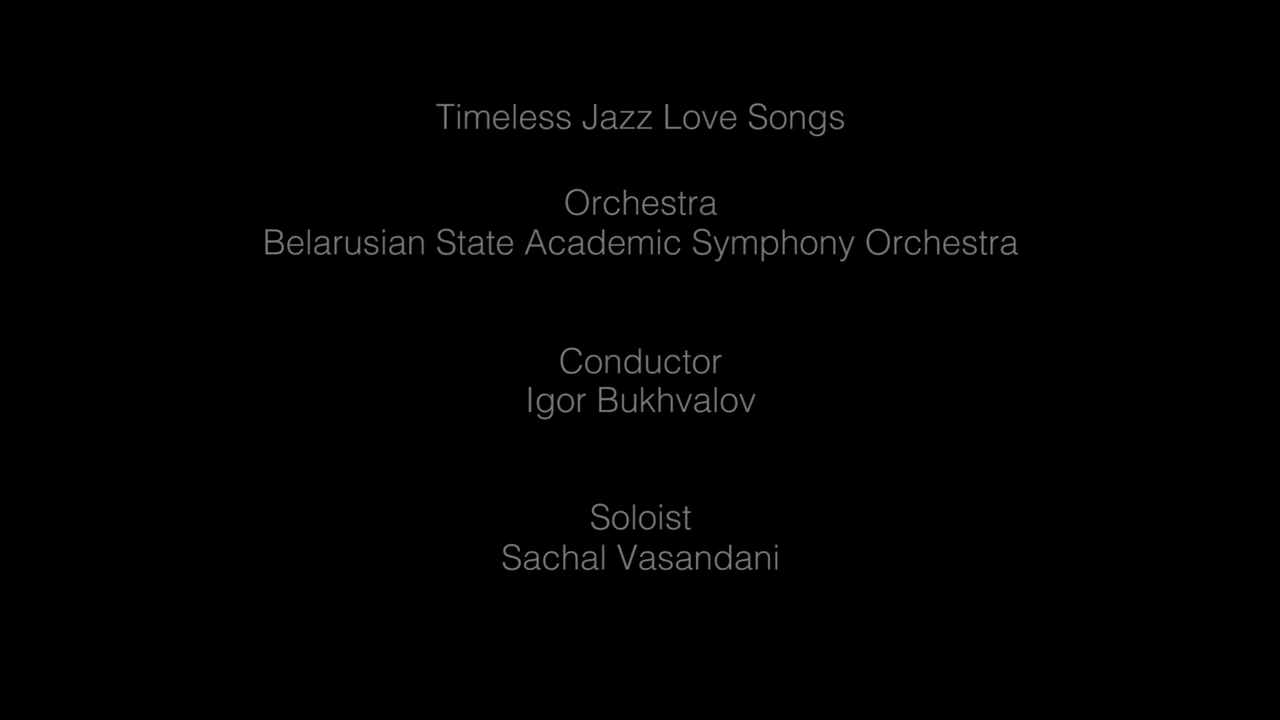 Timeless Jazz Love Songs
Orchestra
Belarusian State Academic Symphony Orchestra
Conductor
Igor Bukhvalov
Soloist
Sachal Vasandani